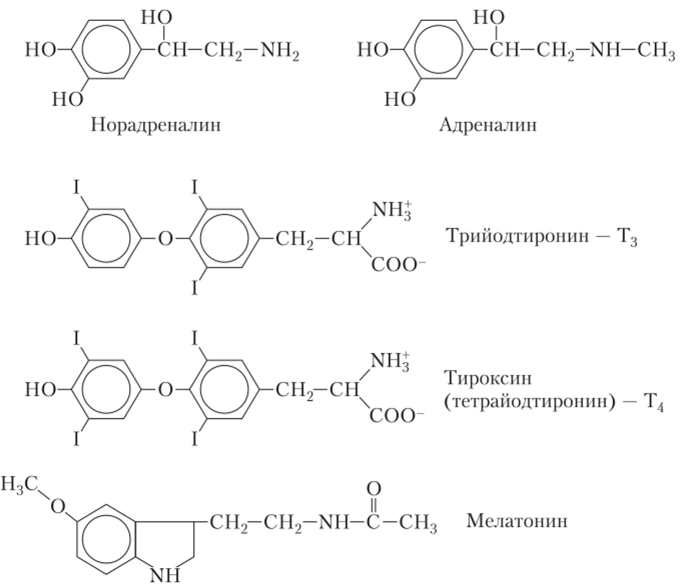 HO
HO
HO
CH—CH₂—NH₂
Норадреналин
HO
HO
HO
CH—CH₂—NH—CH₃
Адреналин
I
I
HO
O
CH₂—CH
NH₃⁺
COO⁻
I
Трийодтиронин — T₃
I
I
HO
O
CH₂—CH
NH₃⁺
COO⁻
I
I
Тироксин
(тетрайодтиронин) — T₄
H₃C
O
CH₂—CH₂—NH—C—CH₃
O
NH
Мелатонин